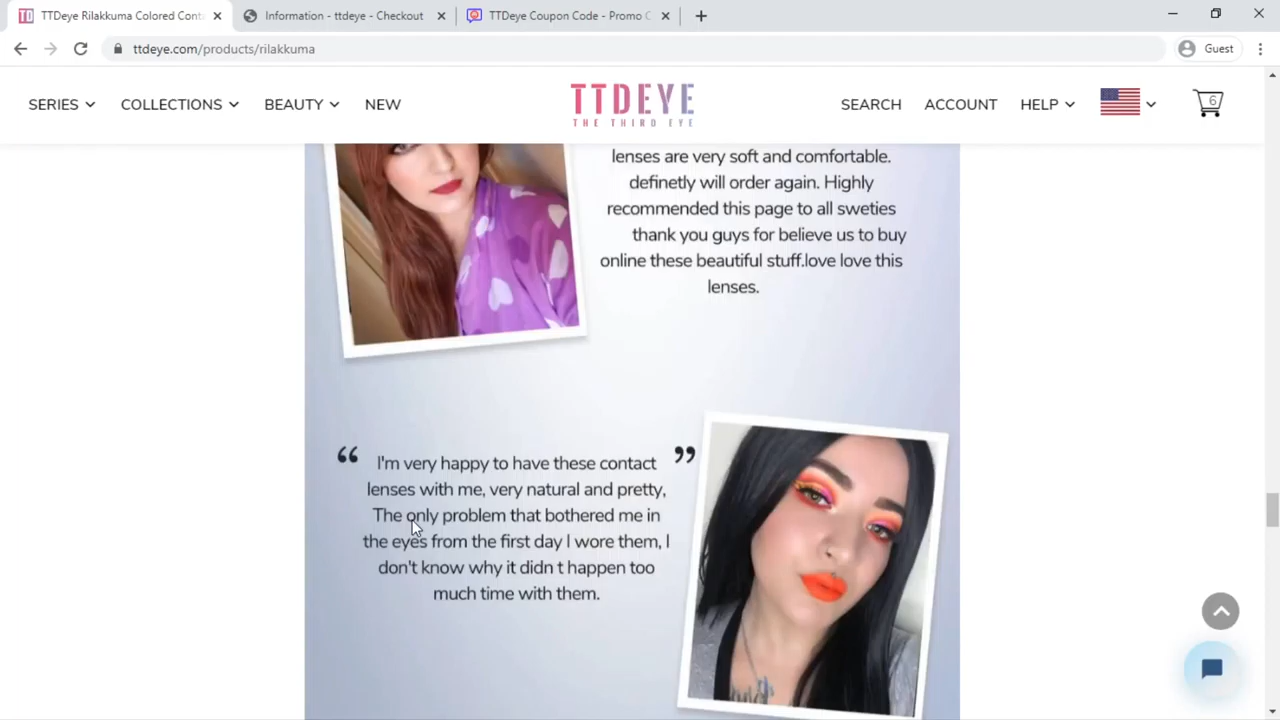 TTDeye Rilakkuma Colored Cont
Information - ttdeye - Checkout
TTDeye Coupon Code - Promo C
ttdeye.com/products/rilakkuma
Guest
SERIES
COLLECTIONS
BEAUTY
NEW
TTDEYE
THE THIRD EYE
SEARCH
ACCOUNT
HELP
6
lenses are very soft and comfortable.
definetly will order again. Highly
recommended this page to all sweties
thank you guys for believe us to buy
online these beautiful stuff.love love this
lenses.
“ I'm very happy to have these contact ”
lenses with me, very natural and pretty,
The only problem that bothered me in
the eyes from the first day I wore them, I
don't know why it didn t happen too
much time with them.